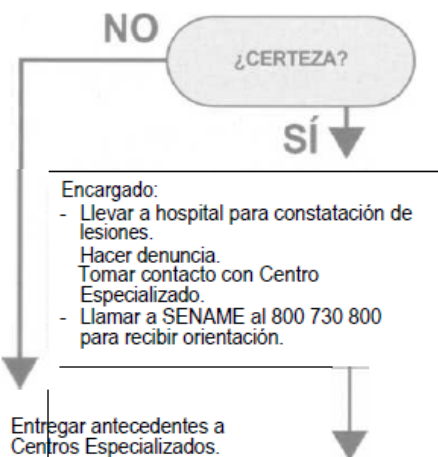 NO
¿CERTEZA?
SÍ
Encargado:
- Llevar a hospital para constatación de
lesiones.
Hacer denuncia.
Tomar contacto con Centro
Especializado.
- Llamar a SENAME al 800 730 800
para recibir orientación.
Entregar antecedentes a
Centros Especializados.